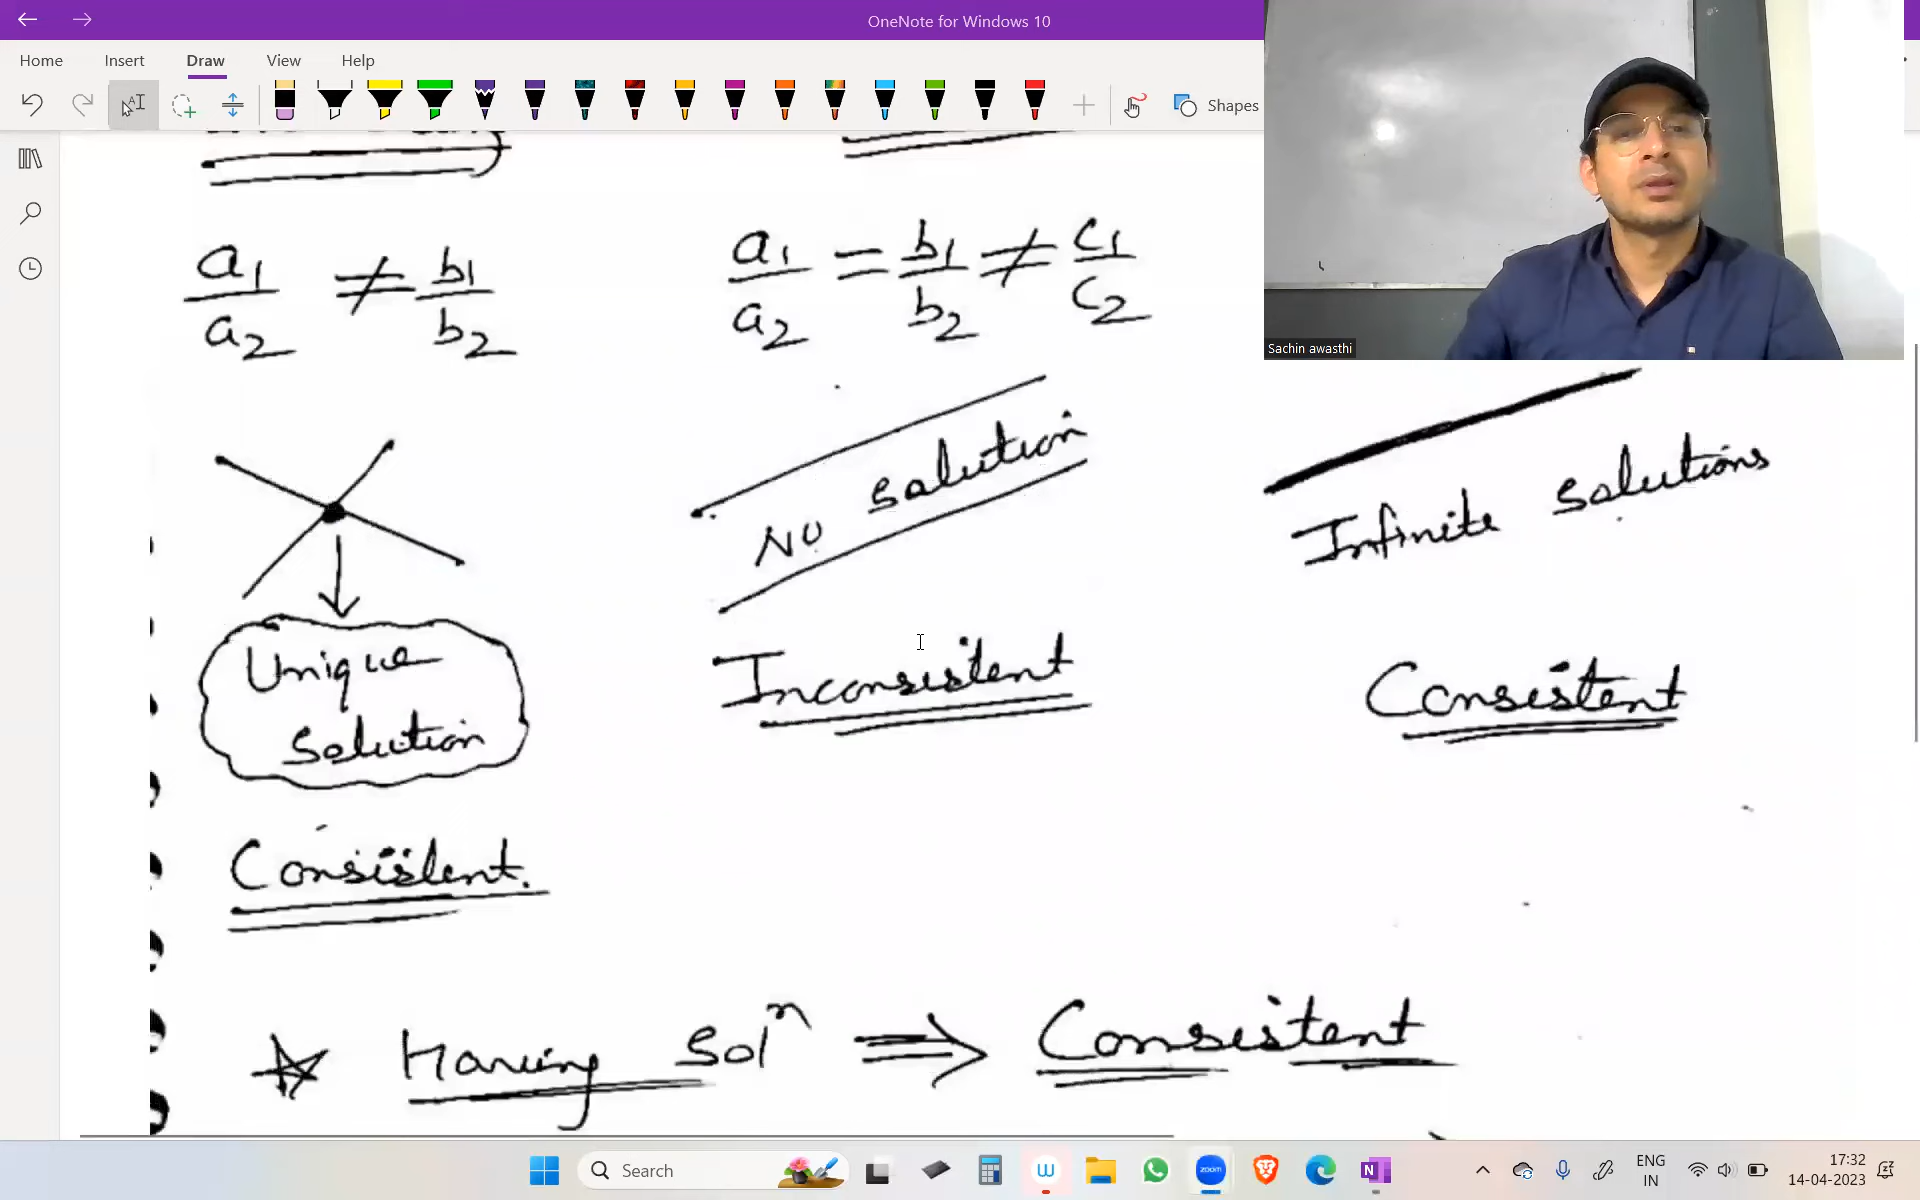 OneNote for Windows 10
Home Insert Draw View Help
Shapes
Sachin awasthi
a1/a2 ≠ b1/b2
a1/a2 = b1/b2 ≠ c1/c2
No solution
Infinite solutions
Unique
solution
Inconsistent
Consistent
Consistent.
Having Solⁿ ⇒ Consistent
Search
zoom
ENG
IN
17:32
14-04-2023